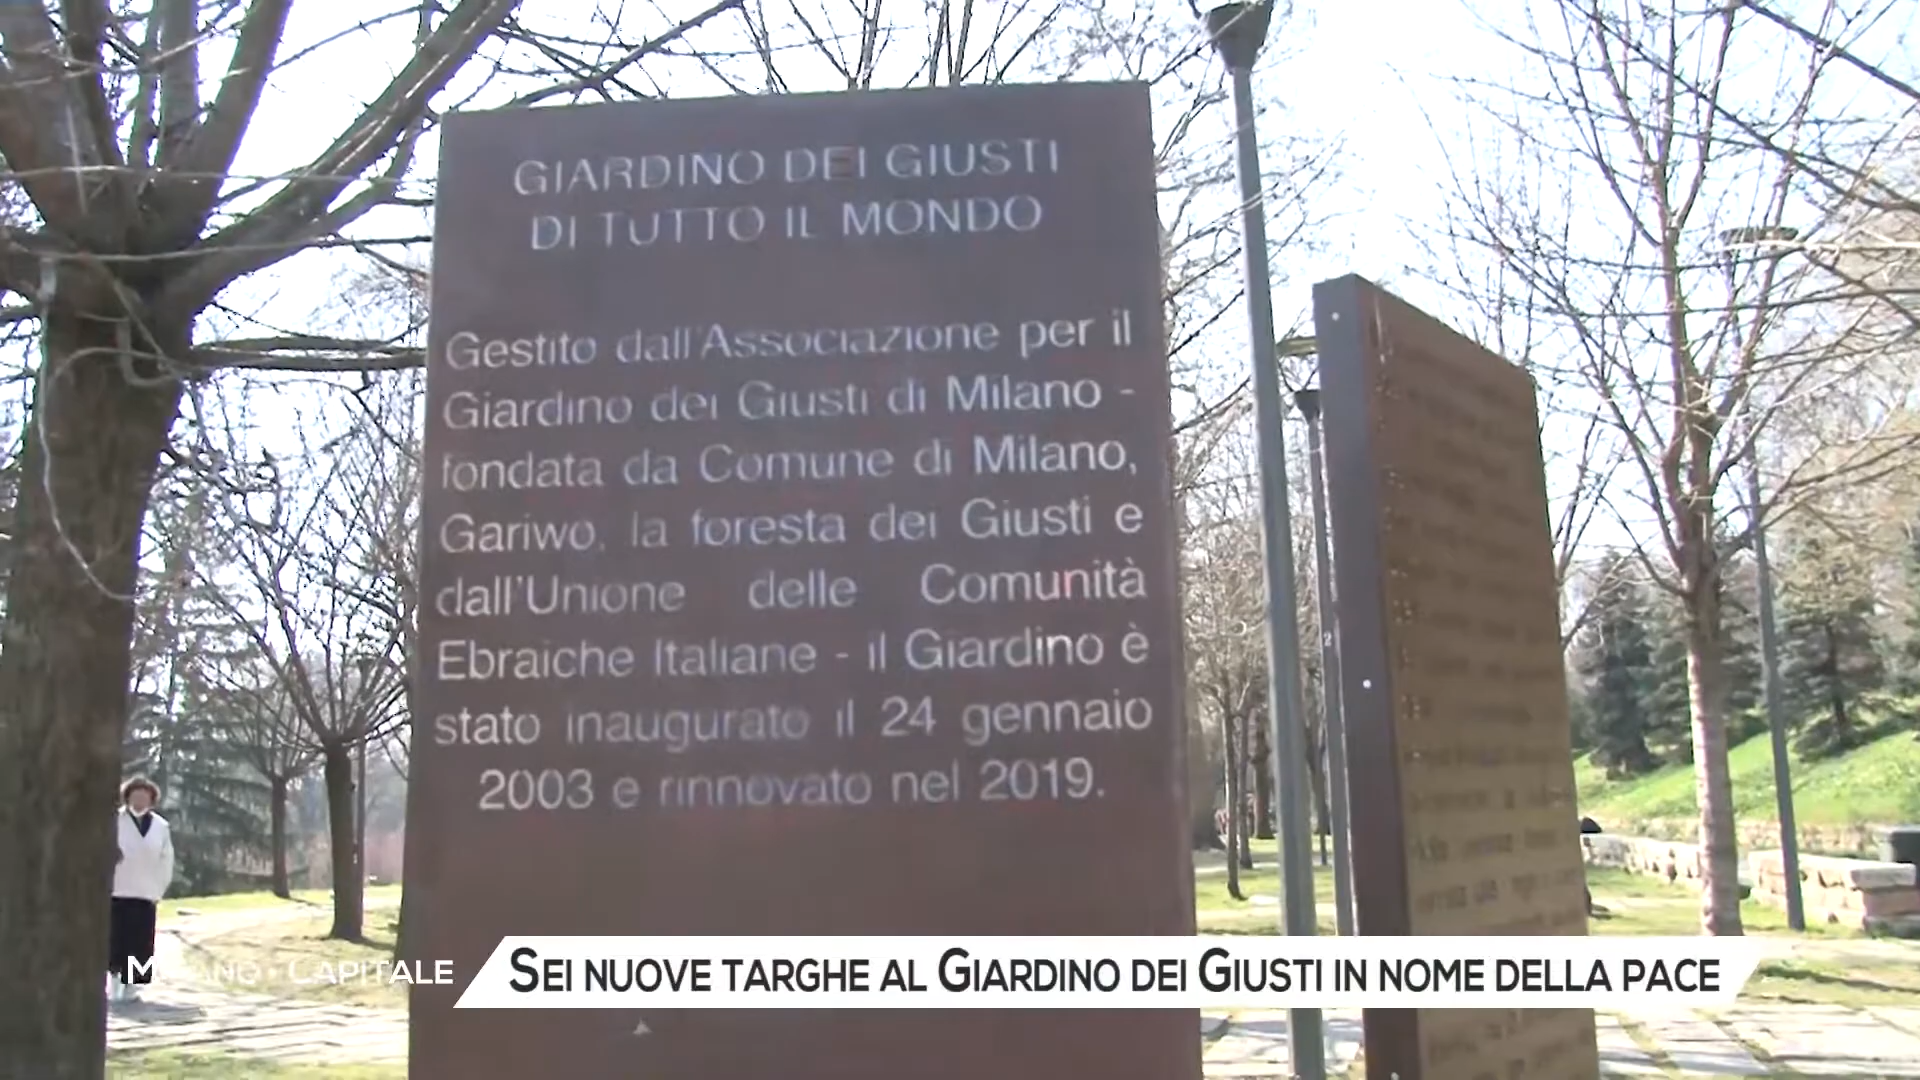 GIARDINO DEI GIUSTI
DI TUTTO IL MONDO
Gestito dall'Associazione per il
Giardino dei Giusti di Milano -
fondata da Comune di Milano,
Gariwo, la foresta dei Giusti e
dall'Unione delle Comunità
Ebraiche Italiane - il Giardino è
stato inaugurato il 24 gennaio
2003 e rinnovato nel 2019.
MILANO · CAPITALE
SEI NUOVE TARGHE AL GIARDINO DEI GIUSTI IN NOME DELLA PACE